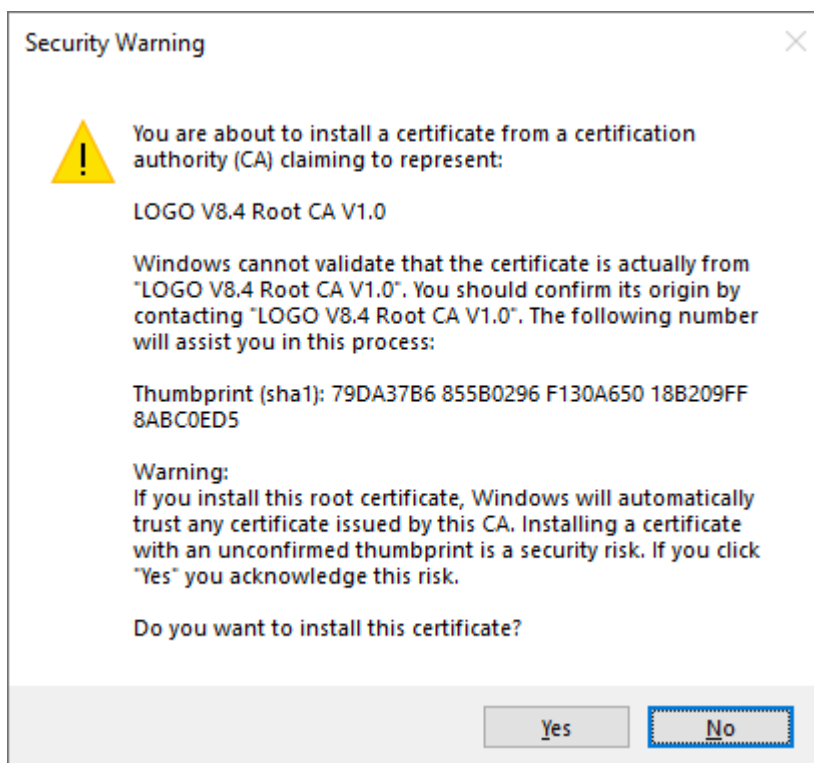 Security Warning
You are about to install a certificate from a certification
authority (CA) claiming to represent:
LOGO V8.4 Root CA V1.0
Windows cannot validate that the certificate is actually from
"LOGO V8.4 Root CA V1.0". You should confirm its origin by
contacting "LOGO V8.4 Root CA V1.0". The following number
will assist you in this process:
Thumbprint (sha1): 79DA37B6 855B0296 F130A650 18B209FF
8ABC0ED5
Warning:
If you install this root certificate, Windows will automatically
trust any certificate issued by this CA. Installing a certificate
with an unconfirmed thumbprint is a security risk. If you click
"Yes" you acknowledge this risk.
Do you want to install this certificate?
Yes
No